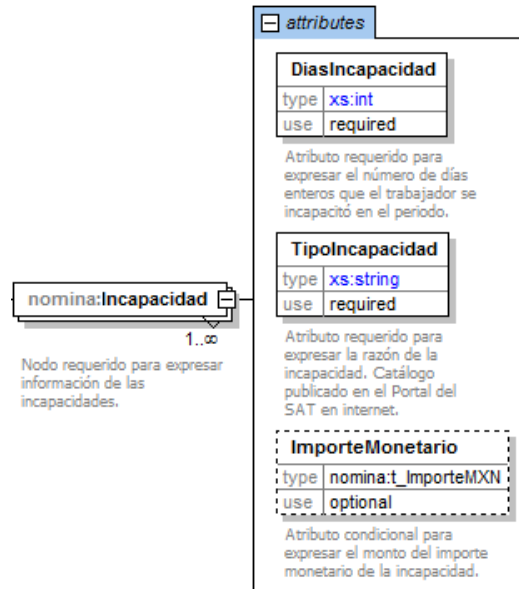 attributes
DiasIncapacidad
type xs:int
use required
Atributo requerido para
expresar el número de días
enteros que el trabajador se
incapacitó en el periodo.
TipoIncapacidad
type xs:string
use required
Atributo requerido para
expresar la razón de la
incapacidad. Catálogo
publicado en el Portal del
SAT en internet.
nomina:Incapacidad
1..∞
Nodo requerido para expresar
información de las
incapacidades.
ImporteMonetario
type nomina:t_ImporteMXN
use optional
Atributo condicional para
expresar el monto del importe
monetario de la incapacidad.